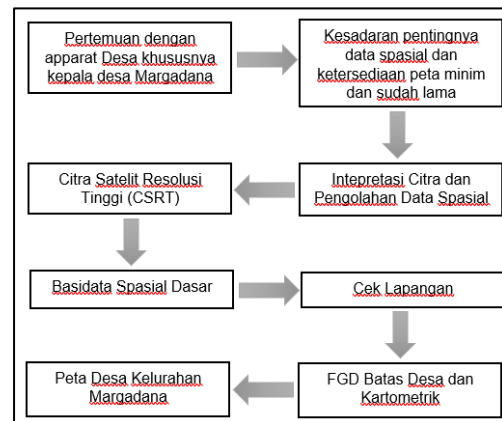 Pertemuan dengan
apparat Desa khususnya
kepala desa Margadana
Kesadaran pentingnya
data spasial dan
ketersediaan peta minim
dan sudah lama
Citra Satelit Resolusi
Tinggi (CSRT)
Intepretasi Citra dan
Pengolahan Data Spasial
Basidata Spasial Dasar
Cek Lapangan
Peta Desa Kelurahan
Margadana
FGD Batas Desa dan
Kartometrik